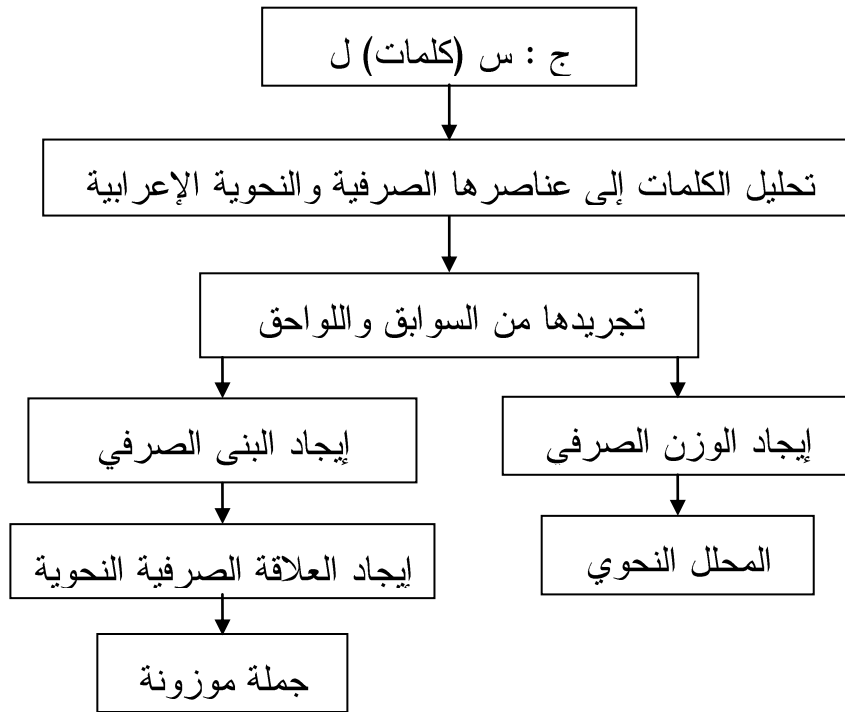 ج : س (كلمات) ل
تحليل الكلمات إلى عناصرها الصرفية والنحوية الإعرابية
تجريدها من السوابق واللواحق
إيجاد الوزن الصرفي
إيجاد البنى الصرفي
المحلل النحوي
إيجاد العلاقة الصرفية النحوية
جملة موزونة